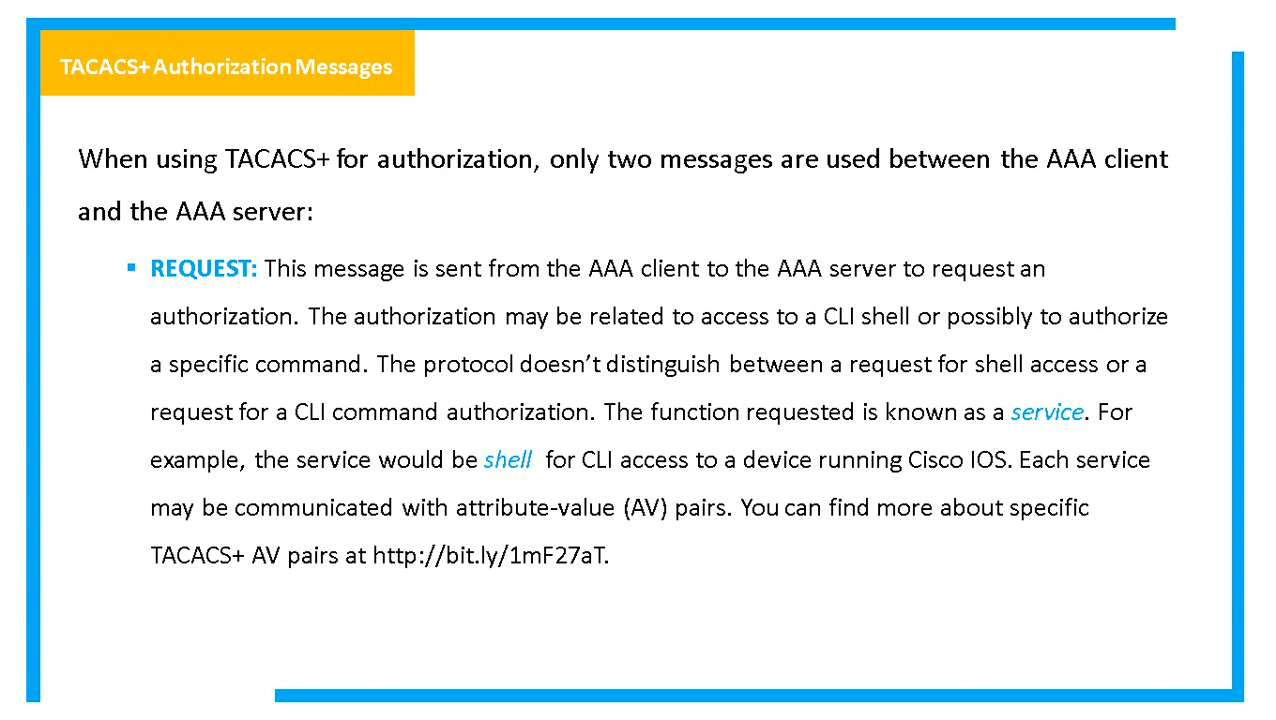 TACACS+ Authorization Messages
When using TACACS+ for authorization, only two messages are used between the AAA client
and the AAA server:
▪ REQUEST: This message is sent from the AAA client to the AAA server to request an
authorization. The authorization may be related to access to a CLI shell or possibly to authorize
a specific command. The protocol doesn’t distinguish between a request for shell access or a
request for a CLI command authorization. The function requested is known as a service. For
example, the service would be shell for CLI access to a device running Cisco IOS. Each service
may be communicated with attribute-value (AV) pairs. You can find more about specific
TACACS+ AV pairs at http://bit.ly/1mF27aT.